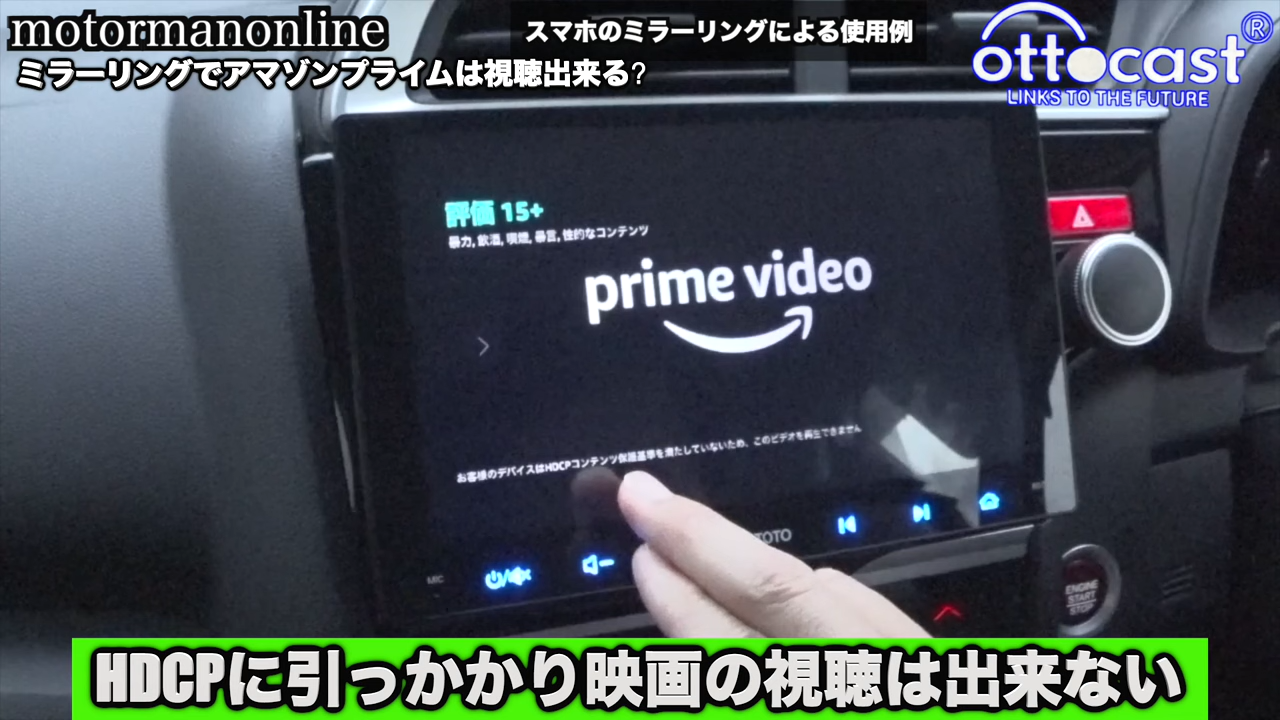 motormanonline
スマホのミラーリングによる使用例
ottocast®
LINKS TO THE FUTURE
ミラーリングでアマゾンプライムは視聴出来る?
評価 15+
暴力, 飲酒, 喫煙, 暴言, 性的なコンテンツ
prime video
お客様のデバイスはHDCPコンテンツ保護基準を満たしていないため、このビデオを再生できません
TOTO
MIC
ENGINE
START
STOP
HDCPに引っかかり映画の視聴は出来ない